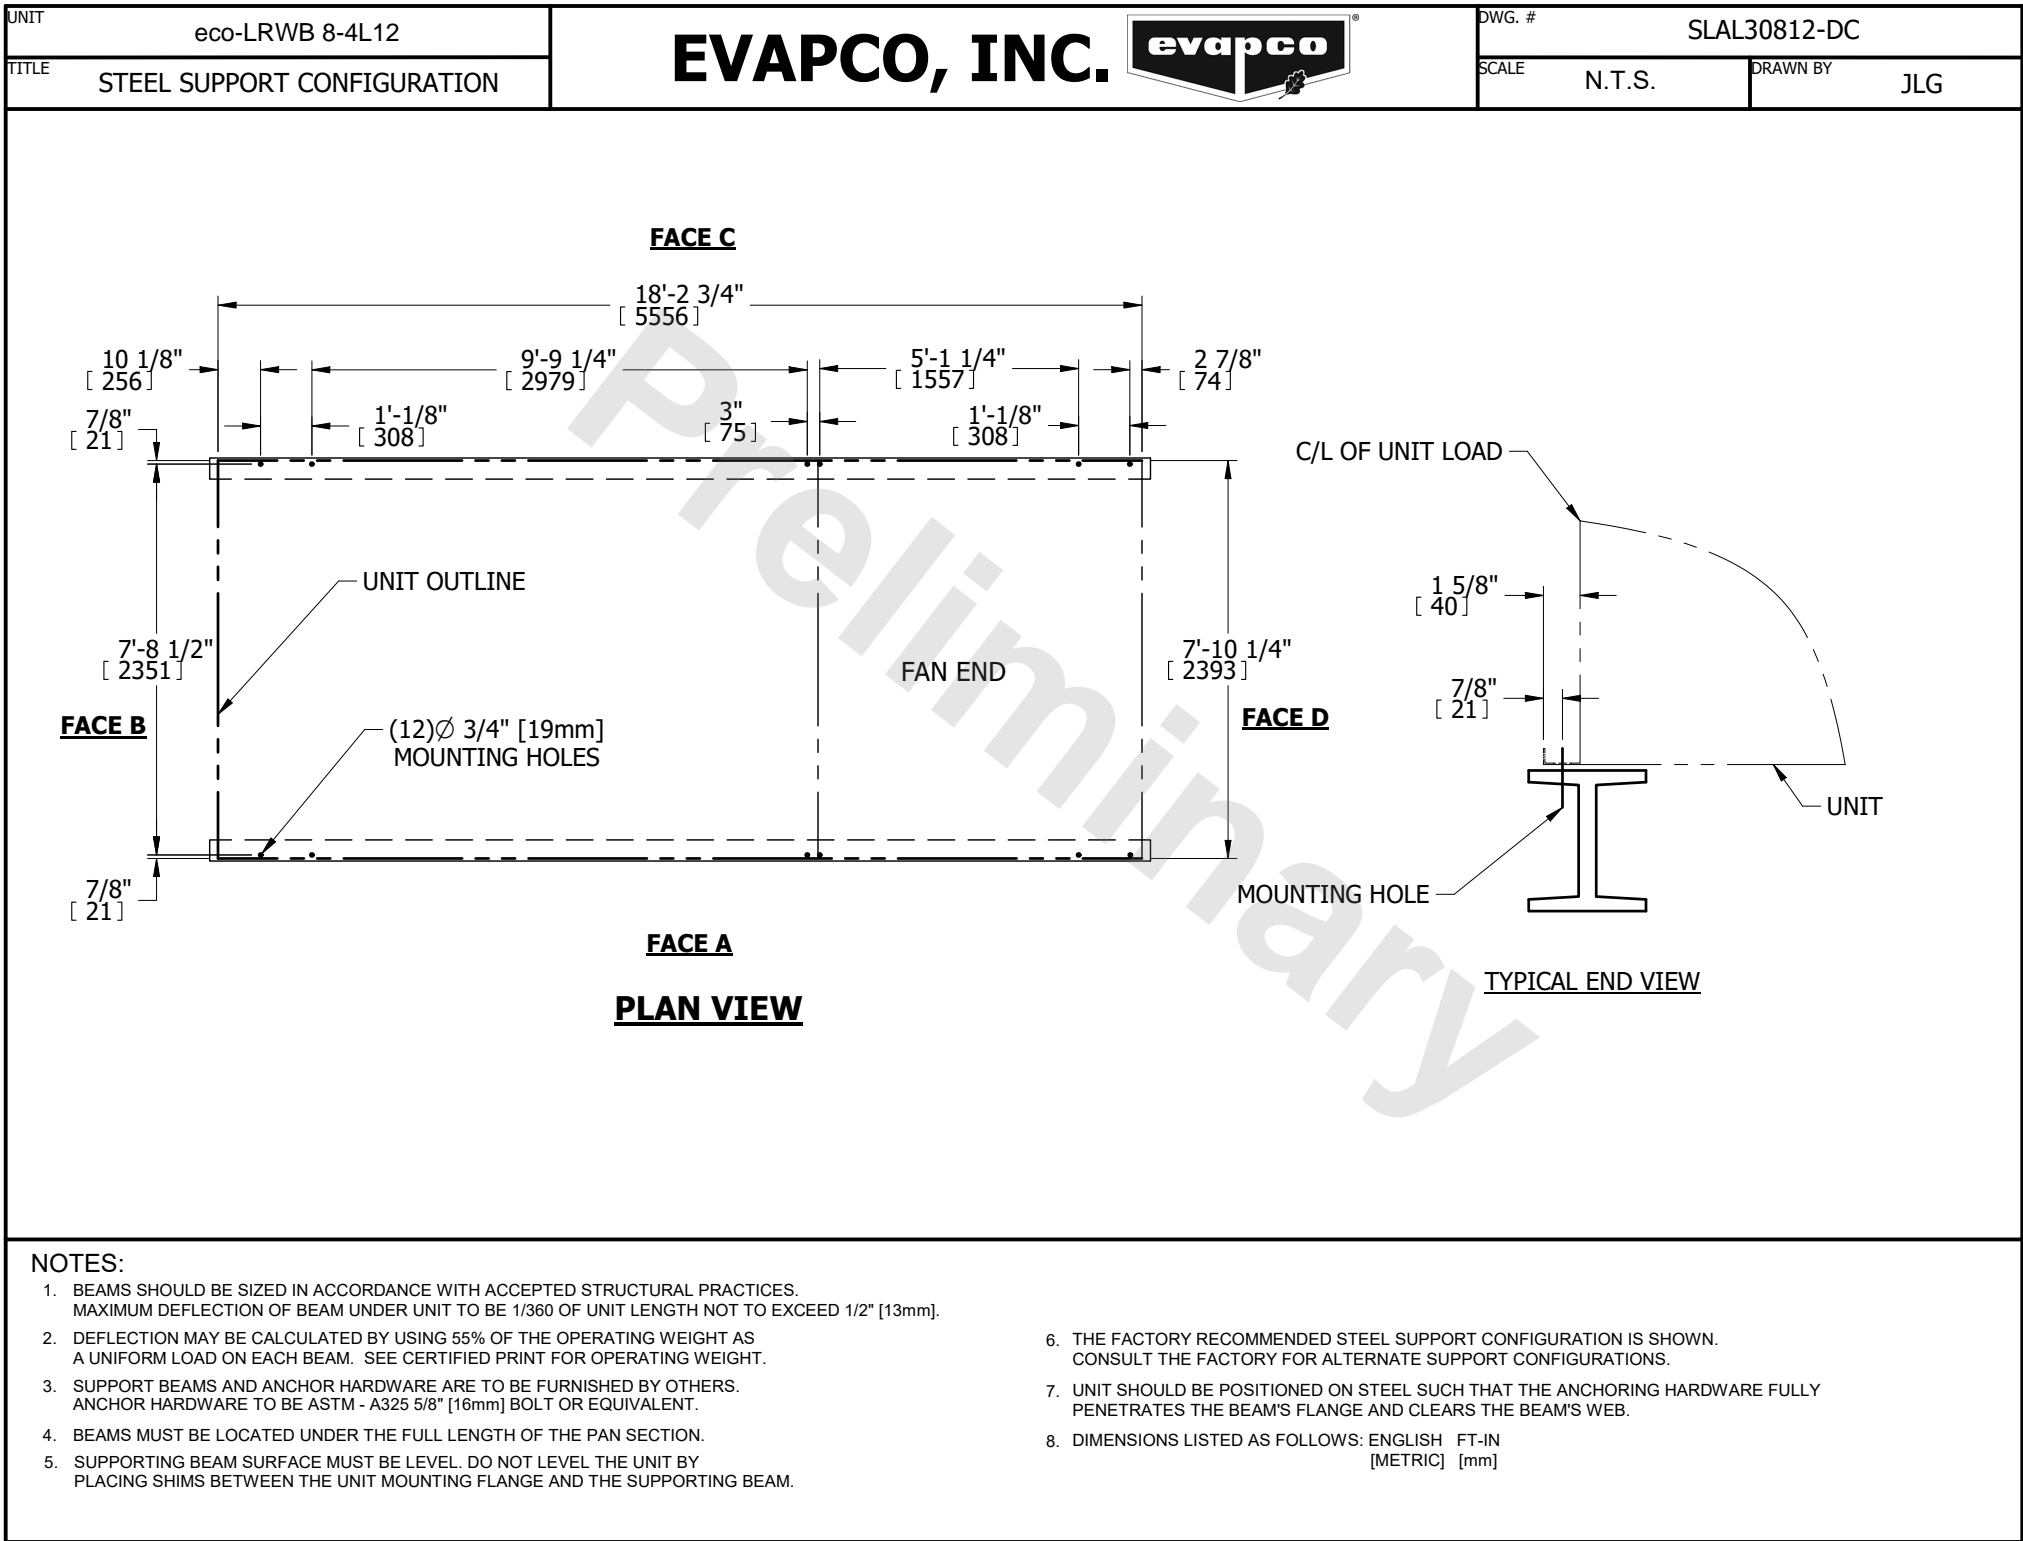 UNIT
eco-LRWB 8-4L12
TITLE
STEEL SUPPORT CONFIGURATION
EVAPCO, INC.
evapco
®
DWG. #
SLAL30812-DC
SCALE
N.T.S.
DRAWN BY
JLG
FACE C
18'-2 3/4"
[ 5556 ]
10 1/8"
[ 256 ]
9'-9 1/4"
[ 2979 ]
5'-1 1/4"
[ 1557 ]
2 7/8"
[ 74 ]
7/8"
[ 21 ]
1'-1/8"
[ 308 ]
3"
[ 75 ]
1'-1/8"
[ 308 ]
C/L OF UNIT LOAD
UNIT OUTLINE
1 5/8"
[ 40 ]
7'-8 1/2"
[ 2351 ]
FAN END
7'-10 1/4"
[ 2393 ]
7/8"
[ 21 ]
FACE B
(12)Ø 3/4" [19mm]
MOUNTING HOLES
FACE D
UNIT
7/8"
[ 21 ]
MOUNTING HOLE
FACE A
TYPICAL END VIEW
PLAN VIEW
Preliminary
NOTES:
1. BEAMS SHOULD BE SIZED IN ACCORDANCE WITH ACCEPTED STRUCTURAL PRACTICES.
MAXIMUM DEFLECTION OF BEAM UNDER UNIT TO BE 1/360 OF UNIT LENGTH NOT TO EXCEED 1/2" [13mm].
2. DEFLECTION MAY BE CALCULATED BY USING 55% OF THE OPERATING WEIGHT AS
A UNIFORM LOAD ON EACH BEAM. SEE CERTIFIED PRINT FOR OPERATING WEIGHT.
3. SUPPORT BEAMS AND ANCHOR HARDWARE ARE TO BE FURNISHED BY OTHERS.
ANCHOR HARDWARE TO BE ASTM - A325 5/8" [16mm] BOLT OR EQUIVALENT.
4. BEAMS MUST BE LOCATED UNDER THE FULL LENGTH OF THE PAN SECTION.
5. SUPPORTING BEAM SURFACE MUST BE LEVEL. DO NOT LEVEL THE UNIT BY
PLACING SHIMS BETWEEN THE UNIT MOUNTING FLANGE AND THE SUPPORTING BEAM.
6. THE FACTORY RECOMMENDED STEEL SUPPORT CONFIGURATION IS SHOWN.
CONSULT THE FACTORY FOR ALTERNATE SUPPORT CONFIGURATIONS.
7. UNIT SHOULD BE POSITIONED ON STEEL SUCH THAT THE ANCHORING HARDWARE FULLY
PENETRATES THE BEAM'S FLANGE AND CLEARS THE BEAM'S WEB.
8. DIMENSIONS LISTED AS FOLLOWS: ENGLISH FT-IN
[METRIC] [mm]